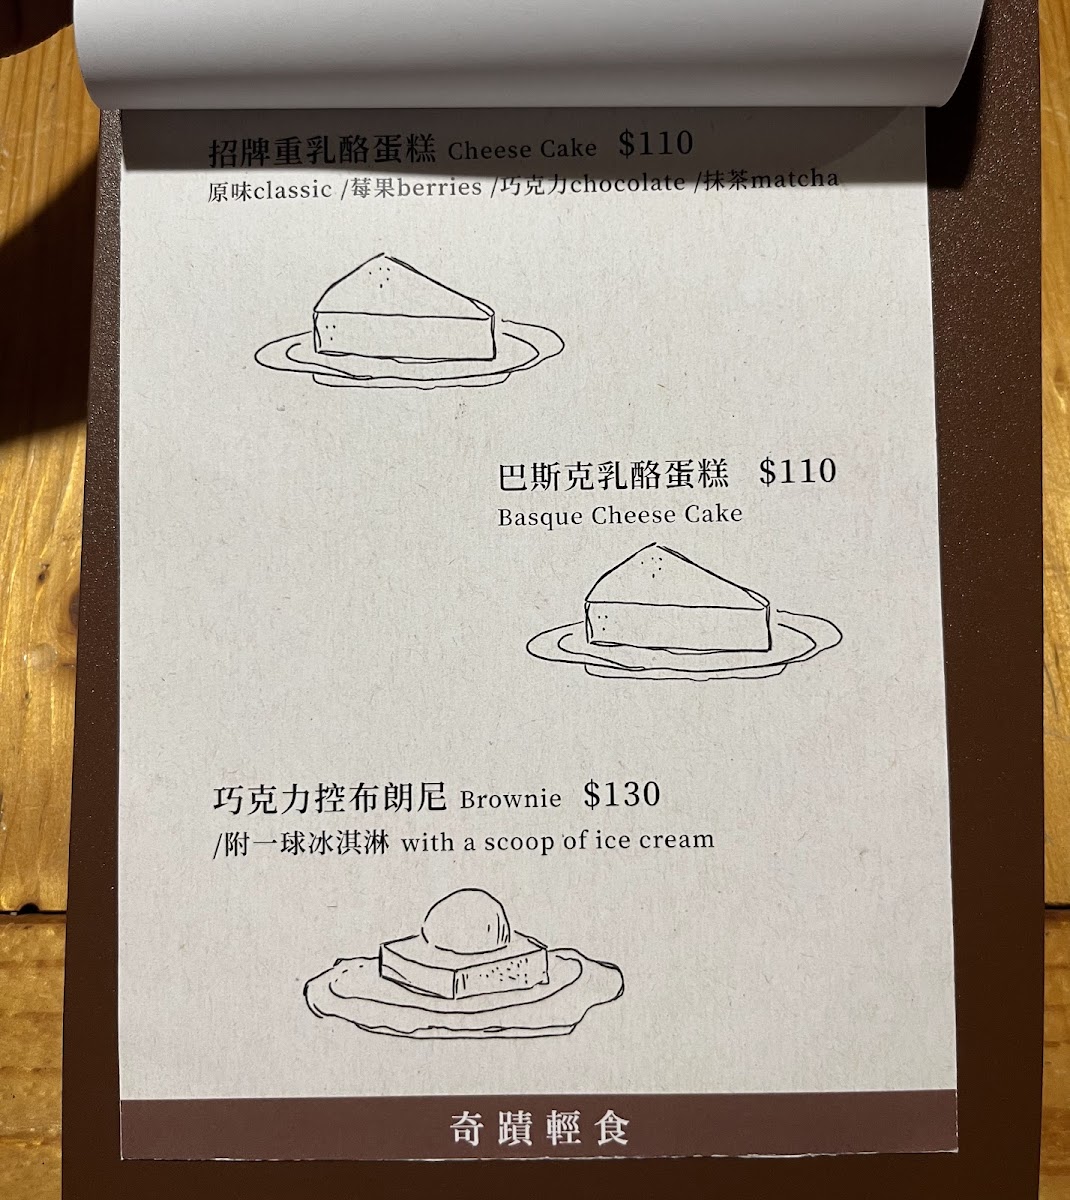 招牌重乳酪蛋糕 Cheese Cake $110
原味classic /莓果berries /巧克力chocolate /抹茶matcha
巴斯克乳酪蛋糕 $110
Basque Cheese Cake
巧克力控布朗尼 Brownie $130
/附一球冰淇淋 with a scoop of ice cream
奇蹟輕食